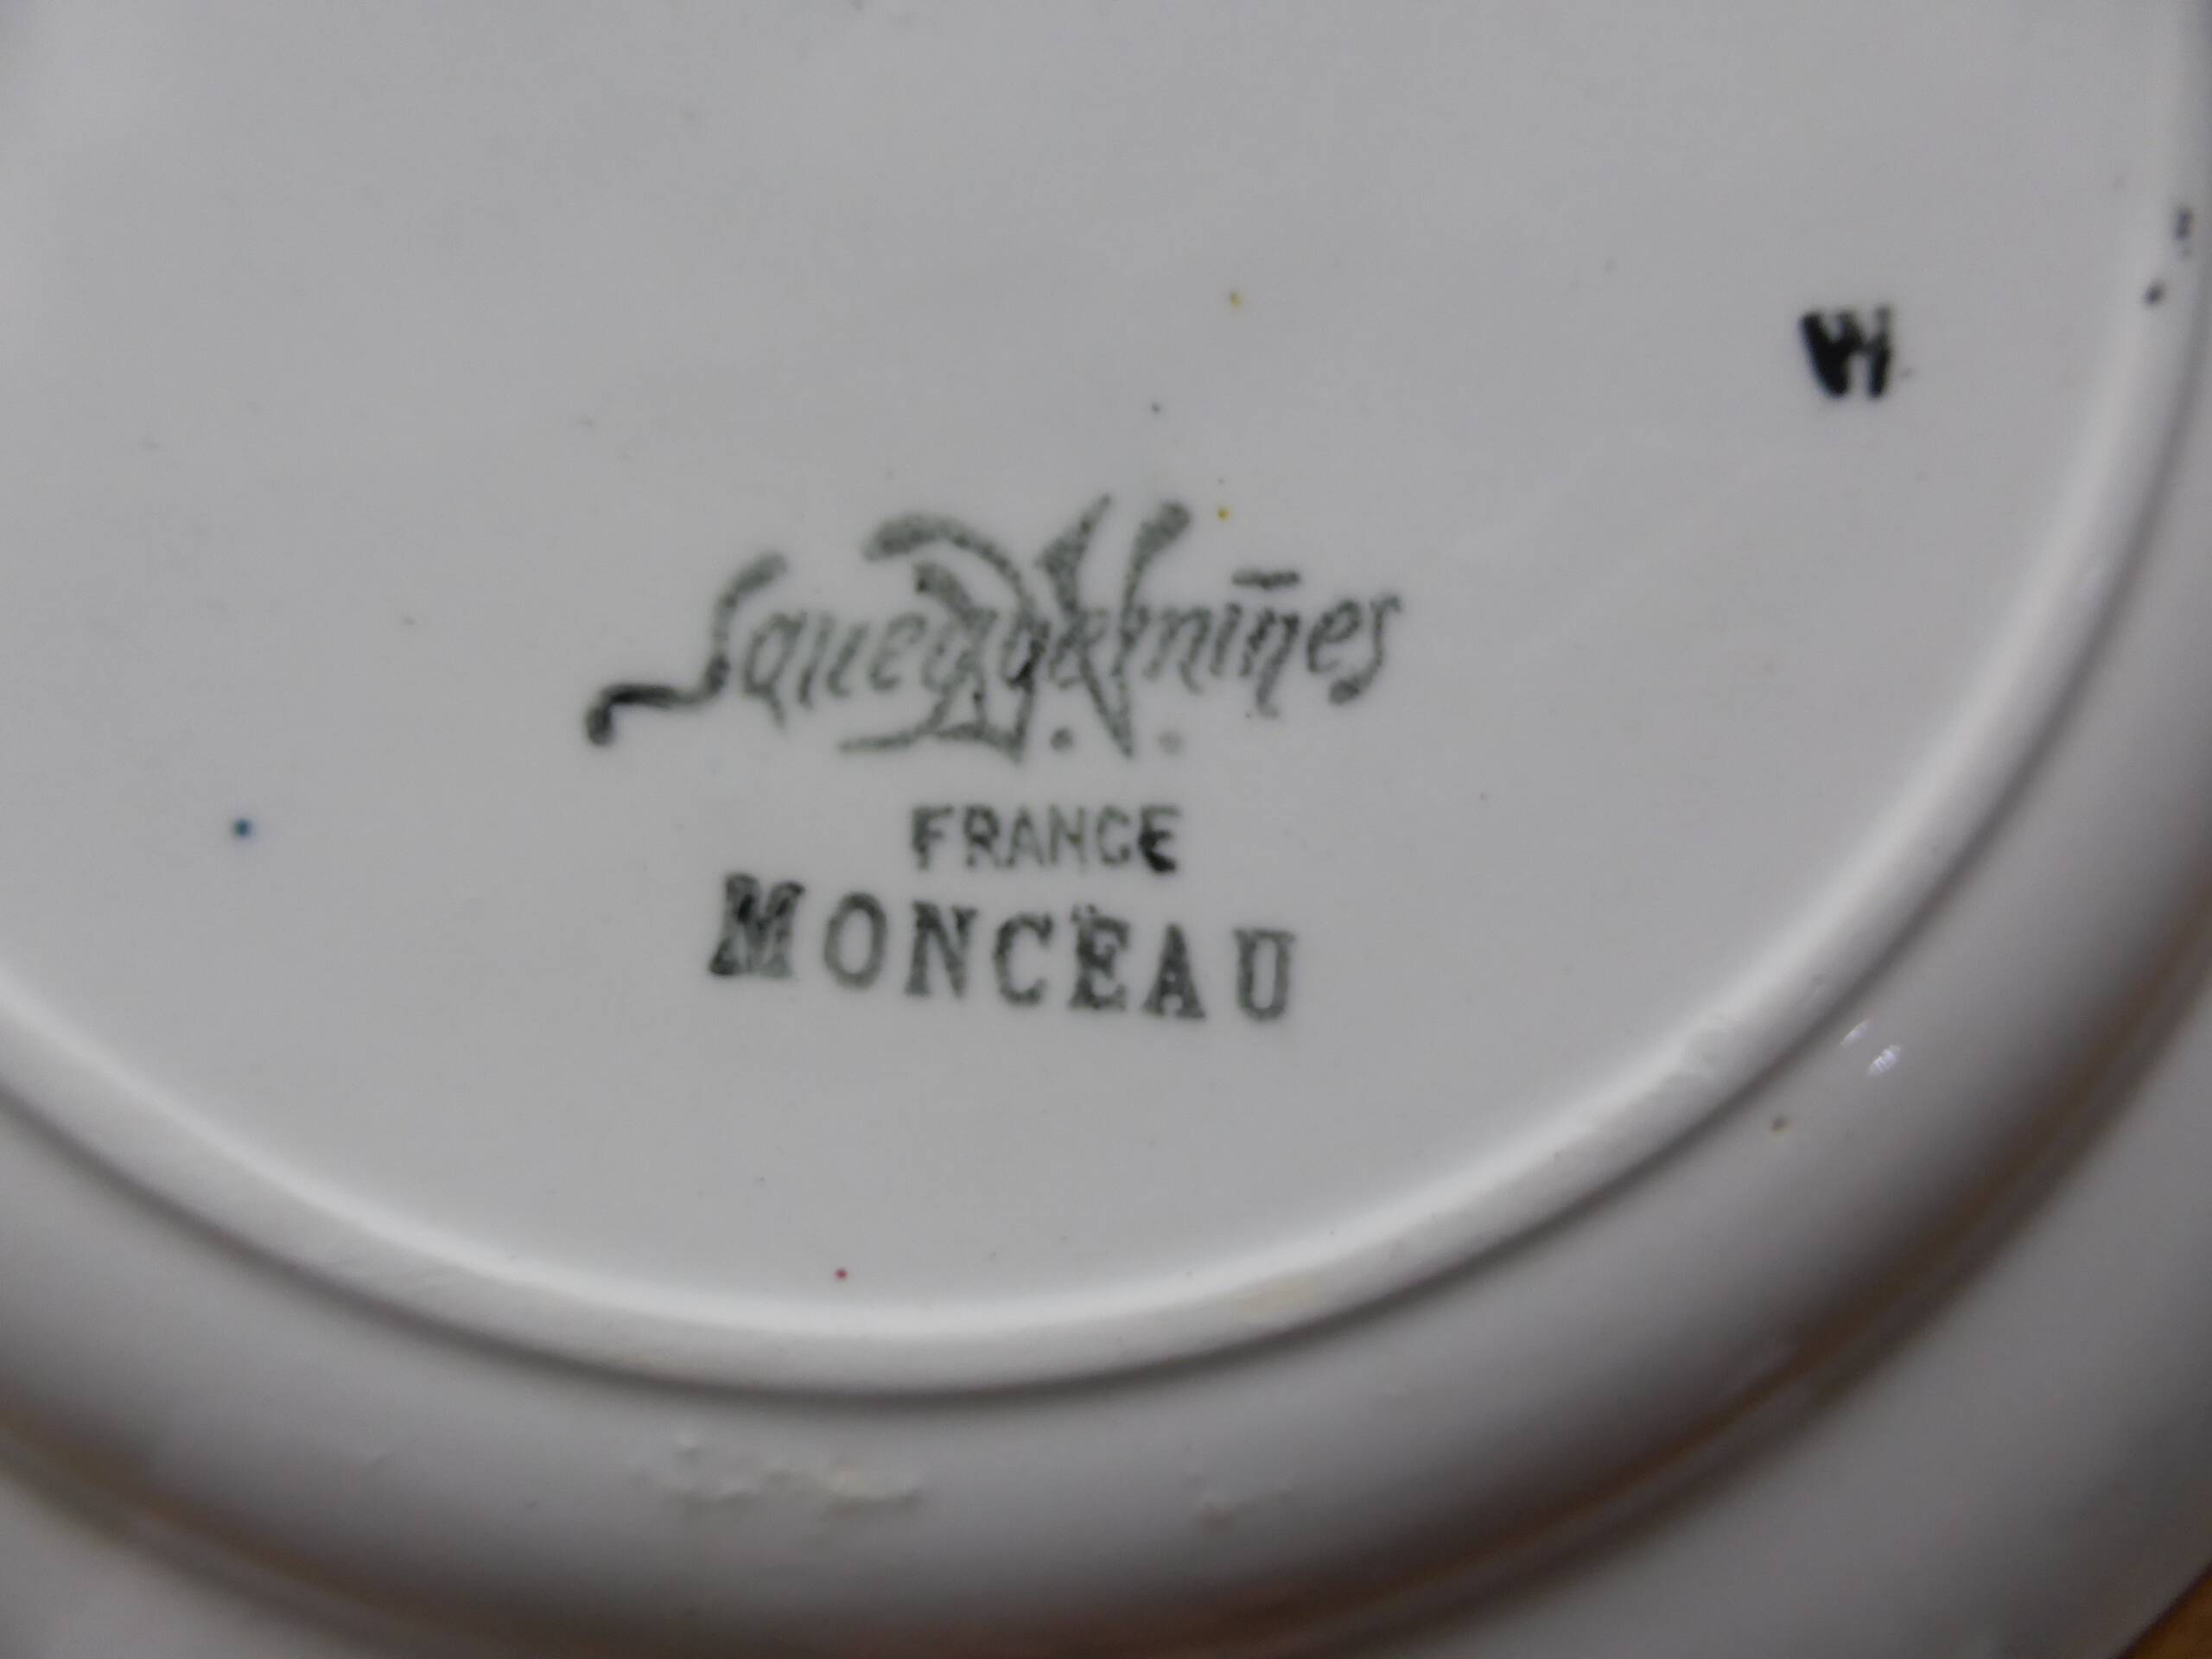 W
Sarreguemines
D.V.
FRANCE
MONCEAU